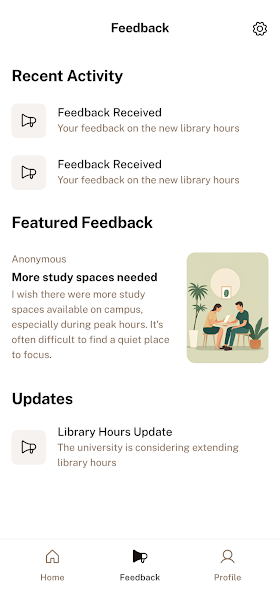 Feedback
Recent Activity
Feedback Received
Your feedback on the new library hours
Feedback Received
Your feedback on the new library hours
Featured Feedback
Anonymous
More study spaces needed
I wish there were more study
spaces available on campus,
especially during peak hours. It's
often difficult to find a quiet place
to focus.
Updates
Library Hours Update
The university is considering extending
library hours
Home
Feedback
Profile